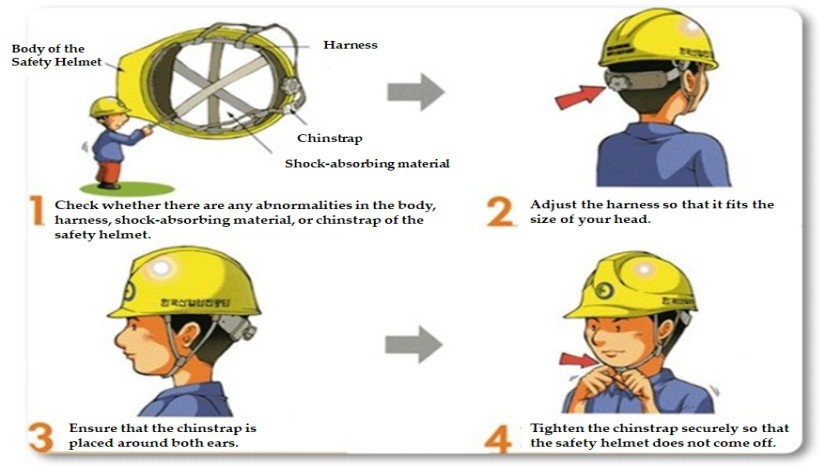 Body of the
Safety Helmet
Harness
Chinstrap
Shock-absorbing material
1 Check whether there are any abnormalities in the body,
harness, shock-absorbing material, or chinstrap of the
safety helmet.
2 Adjust the harness so that it fits the
size of your head.
3 Ensure that the chinstrap is
placed around both ears.
4 Tighten the chinstrap securely so that
the safety helmet does not come off.